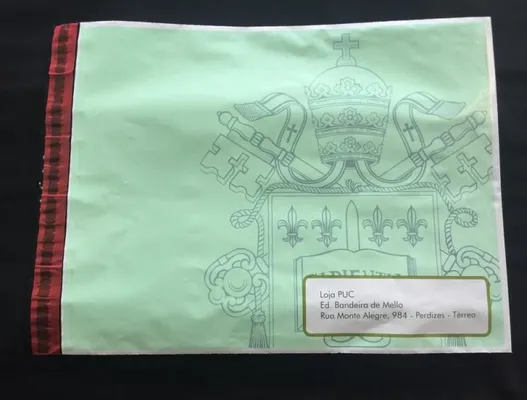 Loja PUC
Ed. Bandeira de Mello
Rua Monte Alegre, 984 - Perdizes - Térreo